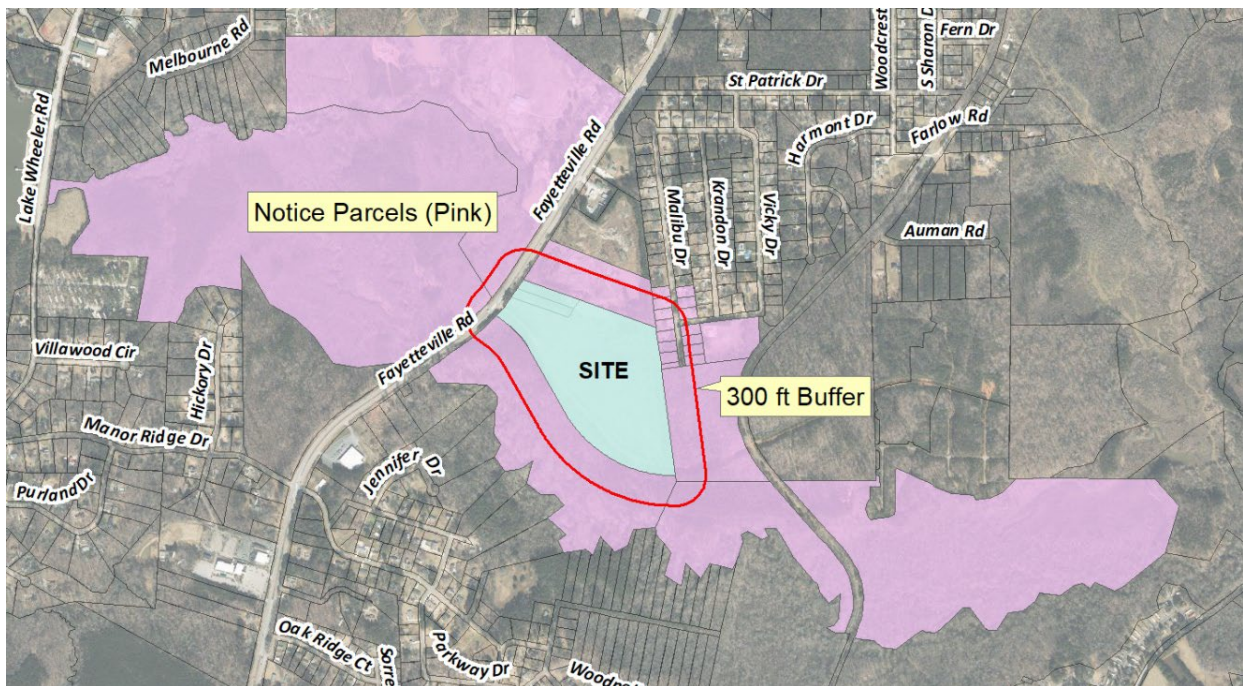 Melbourne Rd
Lake Wheeler Rd
Fayetteville Rd
Woodcrest
S Sharon D
Fern Dr
St Patrick Dr
Harmont Dr
Farlow Rd
Notice Parcels (Pink)
Malibu Dr
Krandon Dr
Vicky Dr
Auman Rd
Fayetteville Rd
Villawood Cir
Hickory Dr
SITE
300 ft Buffer
Manor Ridge Dr
Purland Dr
Jennifer Dr
Oak Ridge Ct
Sorre
Parkway Dr